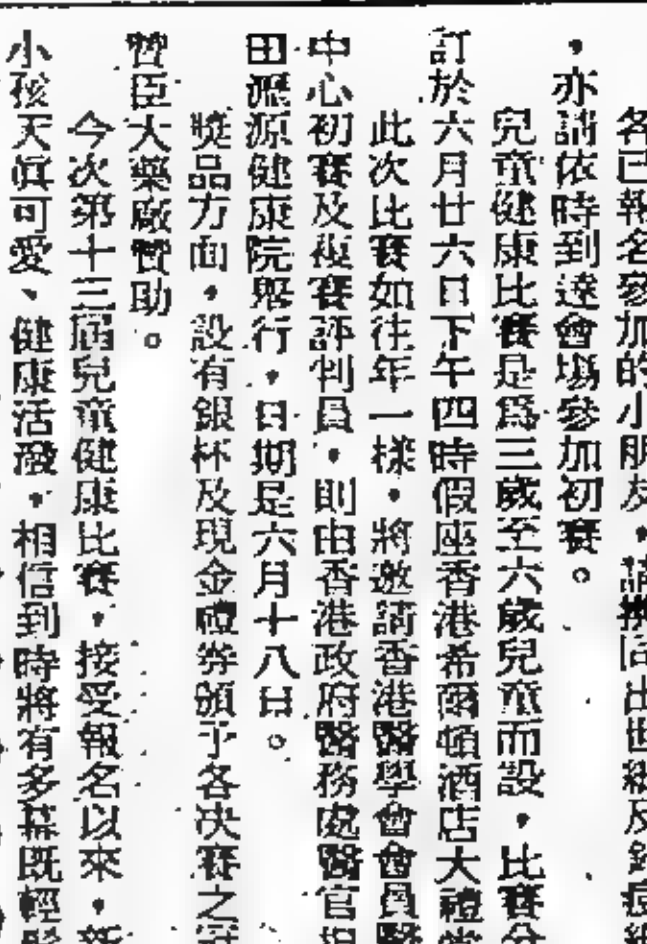 各已報名參加的小朋友,請攜同出世紙及針疫紙
,亦請依時到達會場參加初賽。
兒童健康比賽是爲三歲至六歲兒童而設,比賽分
訂於六月廿六日下午四時假座香港希爾頓酒店大禮堂
此次比賽如往年一樣,將邀請香港醫學會會員醫
中心初賽及複賽評判員,則由香港政府醫務處醫官担
田源健康院舉行,日期是六月十八日。
獎品方面,設有銀杯及現金禮券頒予各決賽之冠
贊臣大藥廠贊助。
今次第十三屆兒童健康比賽,接受報名以來,新
小孩天眞可愛、健康活潑,相信到時將有多幕既輕鬆